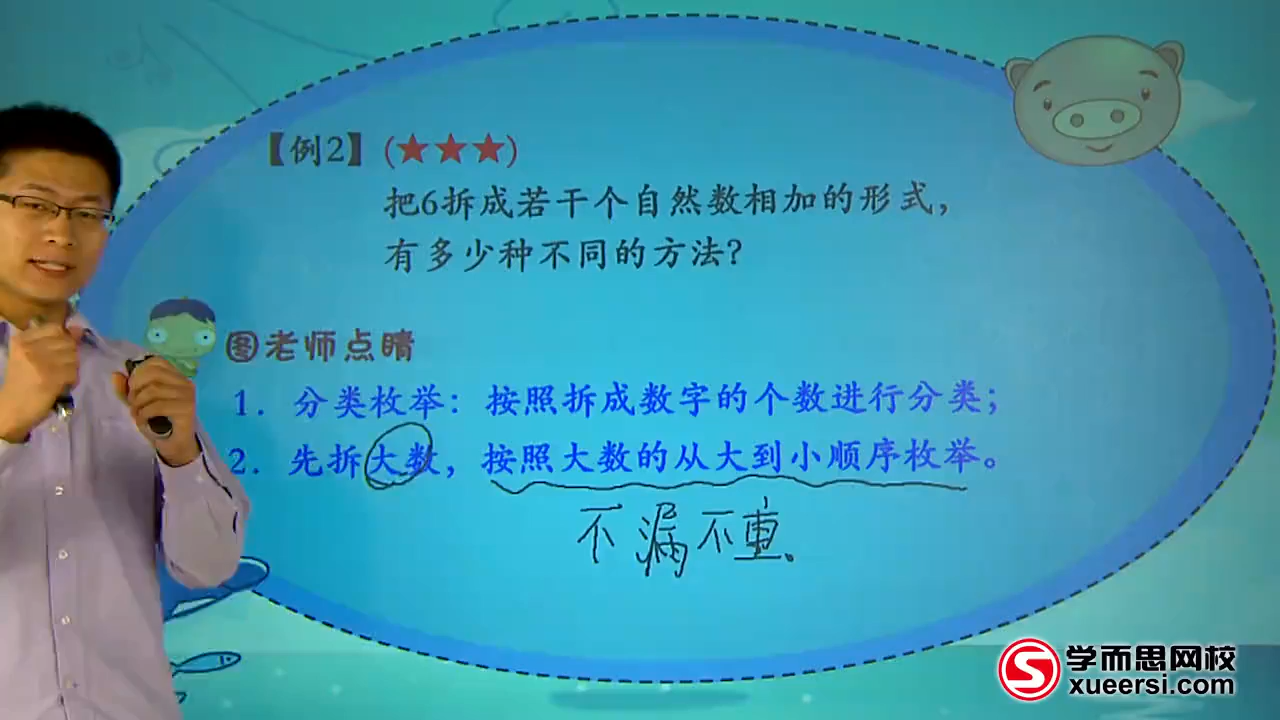 【例2】(★★★)
把6拆成若干个自然数相加的形式，
有多少种不同的方法？
图老师点睛
1. 分类枚举：按照拆成数字的个数进行分类；
2. 先拆大数，按照大数的从大到小顺序枚举。
不漏不重。
学而思网校
xueersi.com